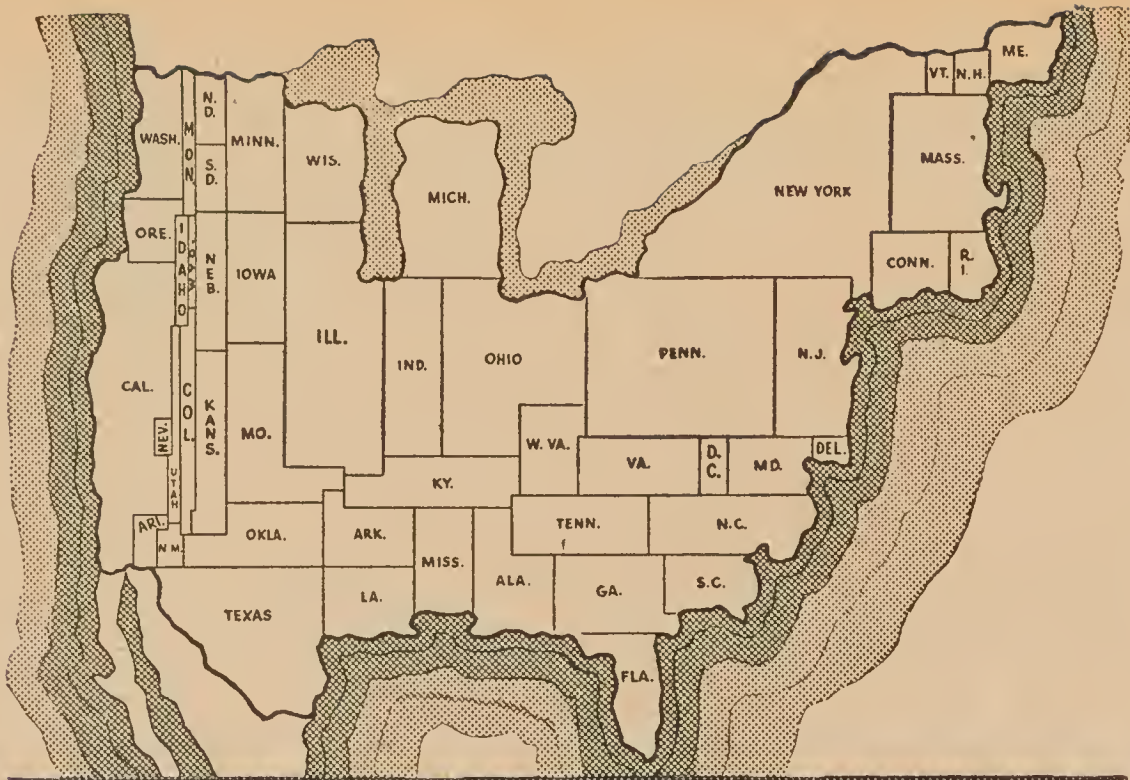 ME.
VT. N.H.
WASH.
MON.
N.D.
S.D.
MINN.
WIS.
MICH.
NEW YORK
MASS.
ORE.
IDAHO
NEB.
IOWA
CONN.
R.I.
CAL.
NEV.
UTAH
COL.
KANS.
MO.
ILL.
IND.
OHIO
PENN.
N.J.
W. VA.
VA.
D.C.
MD.
DEL.
KY.
ARI.
N.M.
OKLA.
ARK.
TENN.
N.C.
MISS.
ALA.
GA.
S.C.
TEXAS
LA.
FLA.